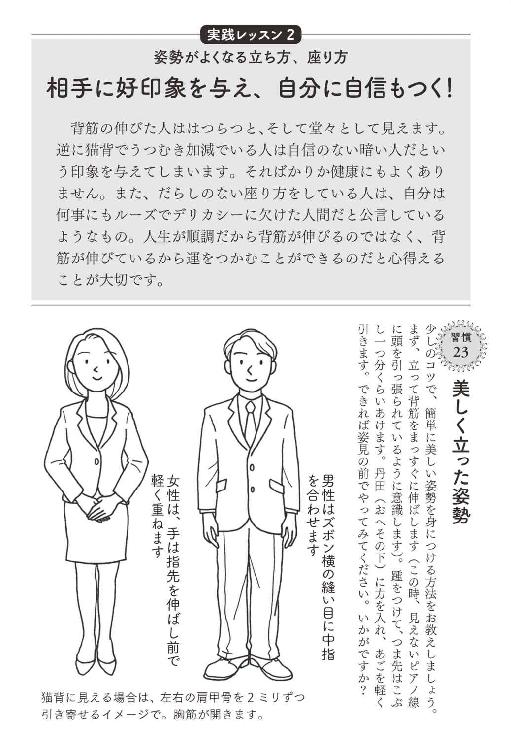 実践レッスン2
姿勢がよくなる立ち方、座り方
相手に好印象を与え、自分に自信もつく!
背筋の伸びた人ははつらつと、そして堂々として見えます。
逆に猫背でうつむき加減でいる人は自信のない暗い人だとい
う印象を与えてしまいます。そればかりか健康にもよくあり
ません。また、だらしのない座り方をしている人は、自分は
何事にもルーズでデリカシーに欠けた人間だと公言している
ようなもの。人生が順調だから背筋が伸びるのではなく、背
筋が伸びているから運をつかむことができるのだと心得える
ことが大切です。
習慣
23
美しく立った姿勢
少しのコツで、簡単に美しい姿勢を身につける方法をお教えしましょう。
まず、立って背筋をまっすぐに伸ばします(この時、見えないピアノ線
に頭を引っ張られているように意識します)。踵をつけて、つま先はこぶ
し一つ分くらいあけます。丹田(おへその下)に力を入れ、あごを軽く
引きます。できれば姿見の前でやってみてください。いかがですか?
男性はズボン横の縫い目に中指
を合わせます
女性は、手は指先を伸ばし前で
軽く重ねます
猫背に見える場合は、左右の肩甲骨を2ミリずつ
引き寄せるイメージで。胸筋が開きます。